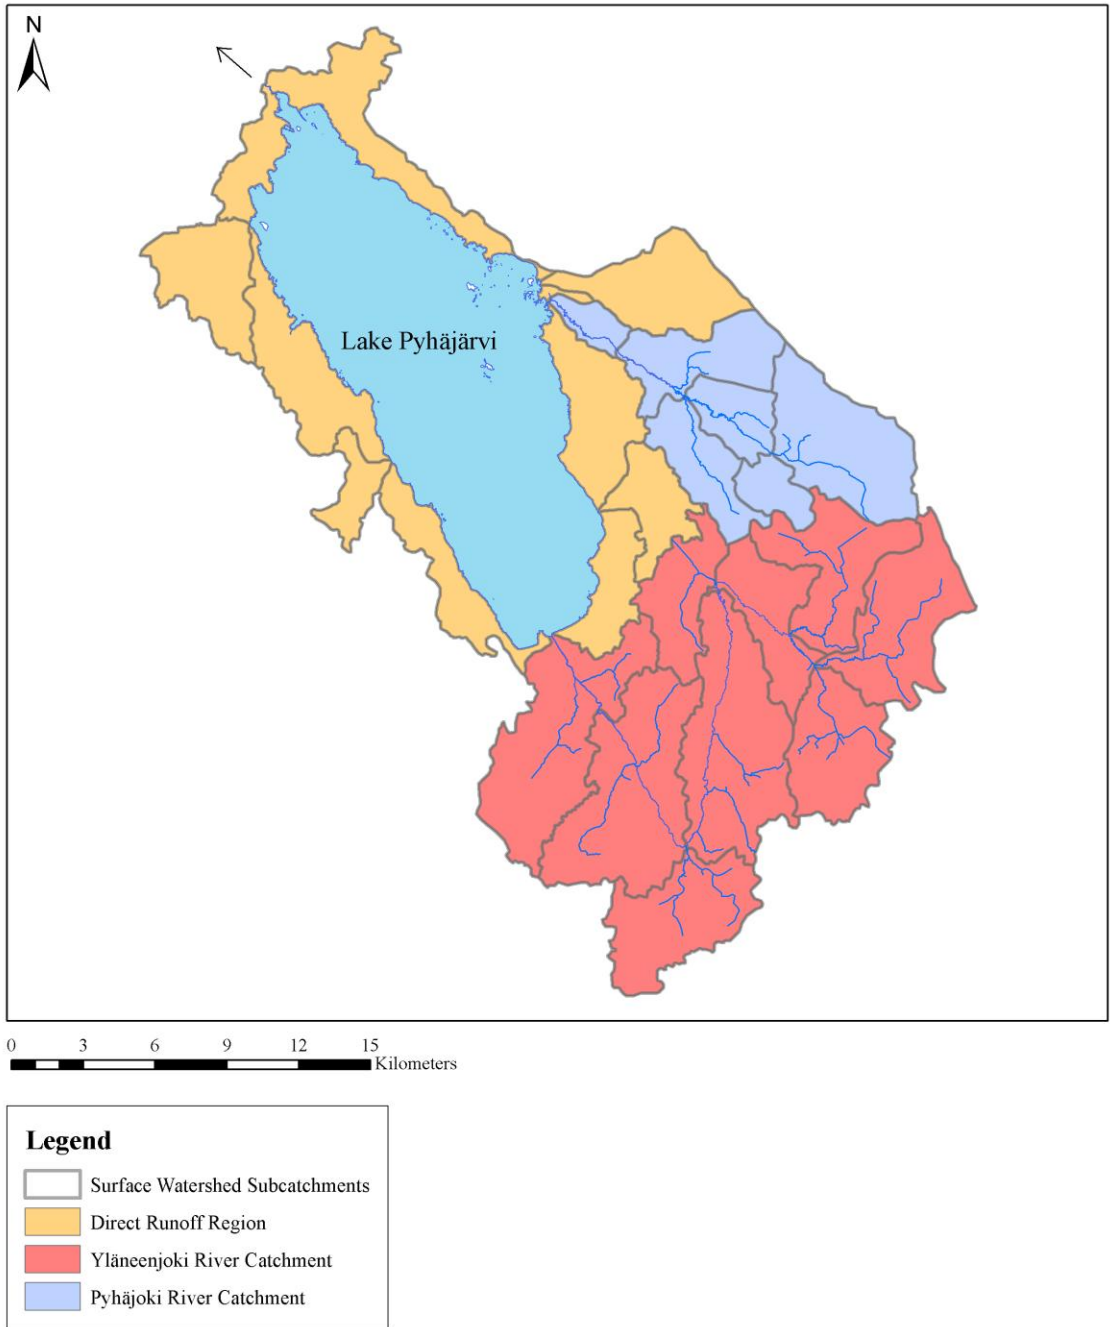 N
Lake Pyhäjärvi
0 3 6 9 12 15
Kilometers
Legend
Surface Watershed Subcatchments
Direct Runoff Region
Yläneenjoki River Catchment
Pyhäjoki River Catchment